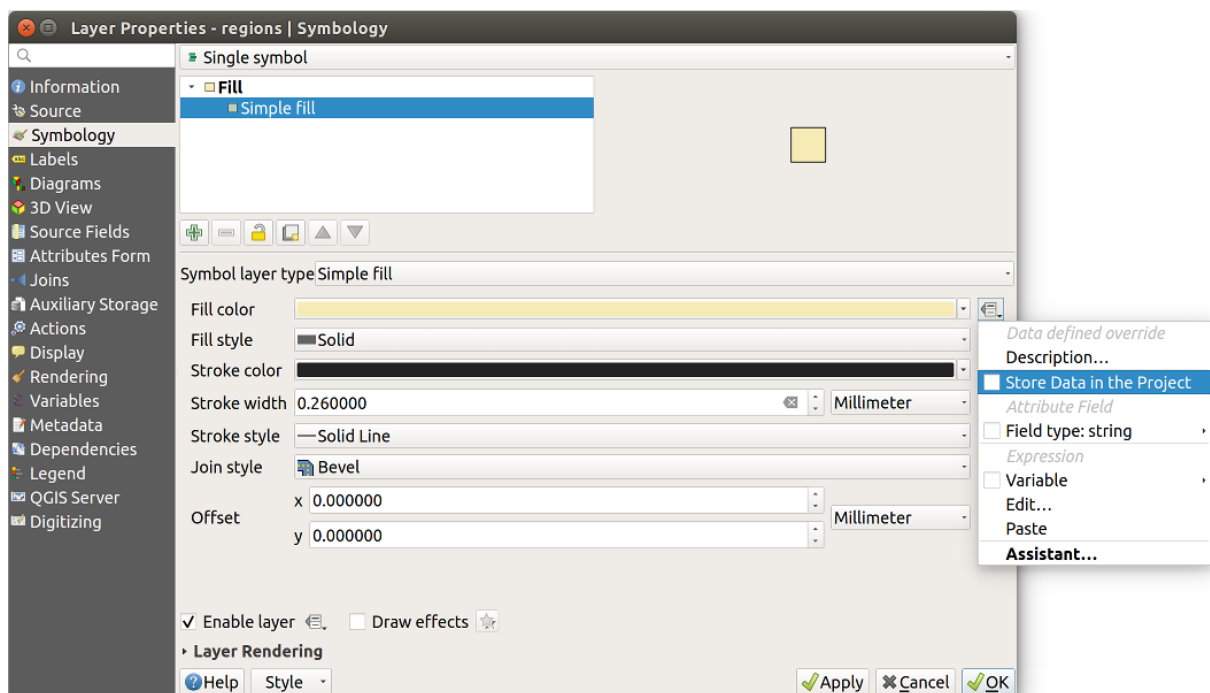 Layer Properties - regions | Symbology
Information
Source
Symbology
Labels
Diagrams
3D View
Source Fields
Attributes Form
Joins
Auxiliary Storage
Actions
Display
Rendering
Variables
Metadata
Dependencies
Legend
QGIS Server
Digitizing
Single symbol
Fill
Simple fill
Symbol layer type Simple fill
Fill color
Fill style Solid
Stroke color
Stroke width 0.260000 Millimeter
Stroke style Solid Line
Join style Bevel
Offset x 0.000000 Millimeter
y 0.000000
Enable layer Draw effects
Layer Rendering
Help Style Apply Cancel OK
Data defined override
Description...
Store Data in the Project
Attribute Field
Field type: string
Expression
Variable
Edit...
Paste
Assistant...